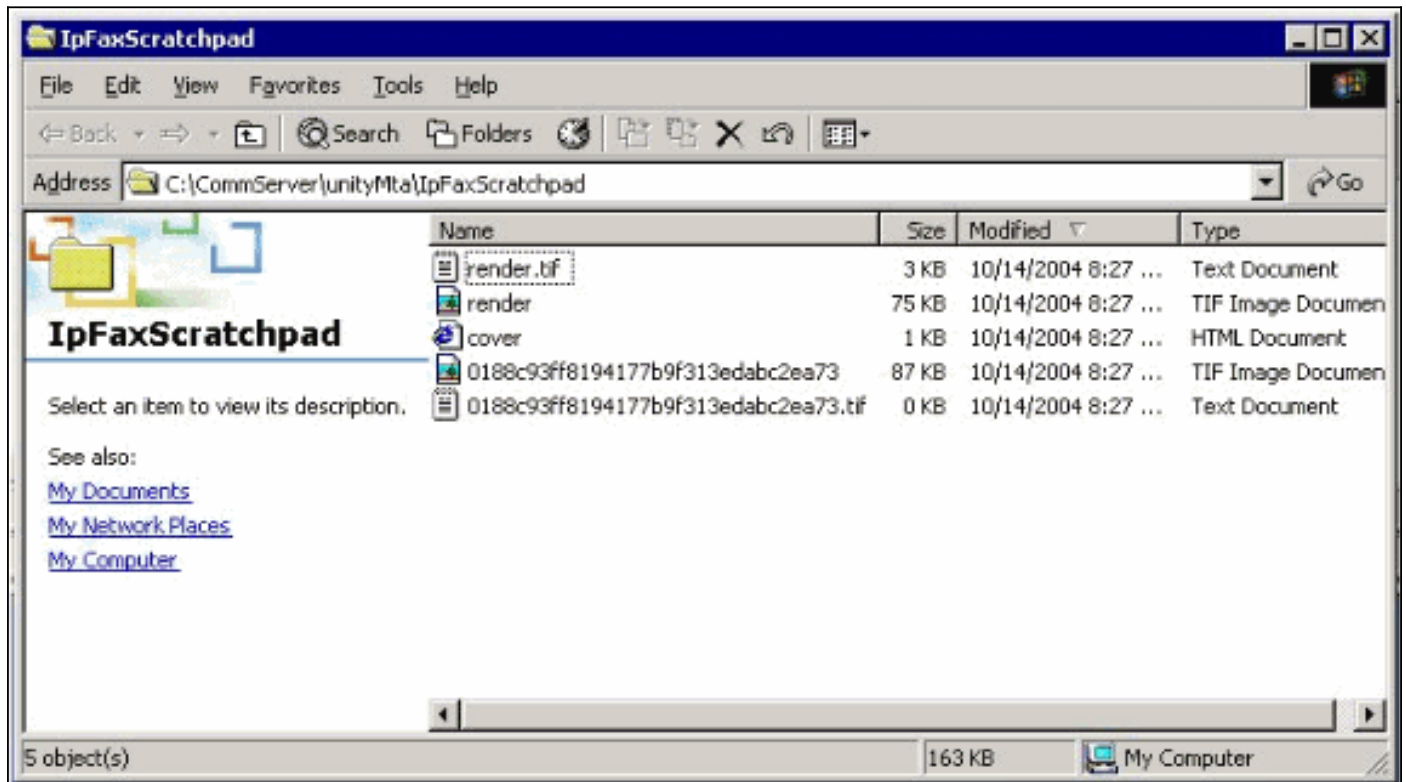 IpFaxScratchpad
File Edit View Favorites Tools Help
Back Search Folders
Address C:\CommServer\unityMta\IpFaxScratchpad Go
Name Size Modified Type
render.tif 3 KB 10/14/2004 8:27 ... Text Document
render 75 KB 10/14/2004 8:27 ... TIF Image Documen
cover 1 KB 10/14/2004 8:27 ... HTML Document
0188c93ff8194177b9f313edabc2ea73 87 KB 10/14/2004 8:27 ... TIF Image Documen
0188c93ff8194177b9f313edabc2ea73.tif 0 KB 10/14/2004 8:27 ... Text Document
IpFaxScratchpad
Select an item to view its description.
See also:
My Documents
My Network Places
My Computer
5 object(s) 163 KB My Computer